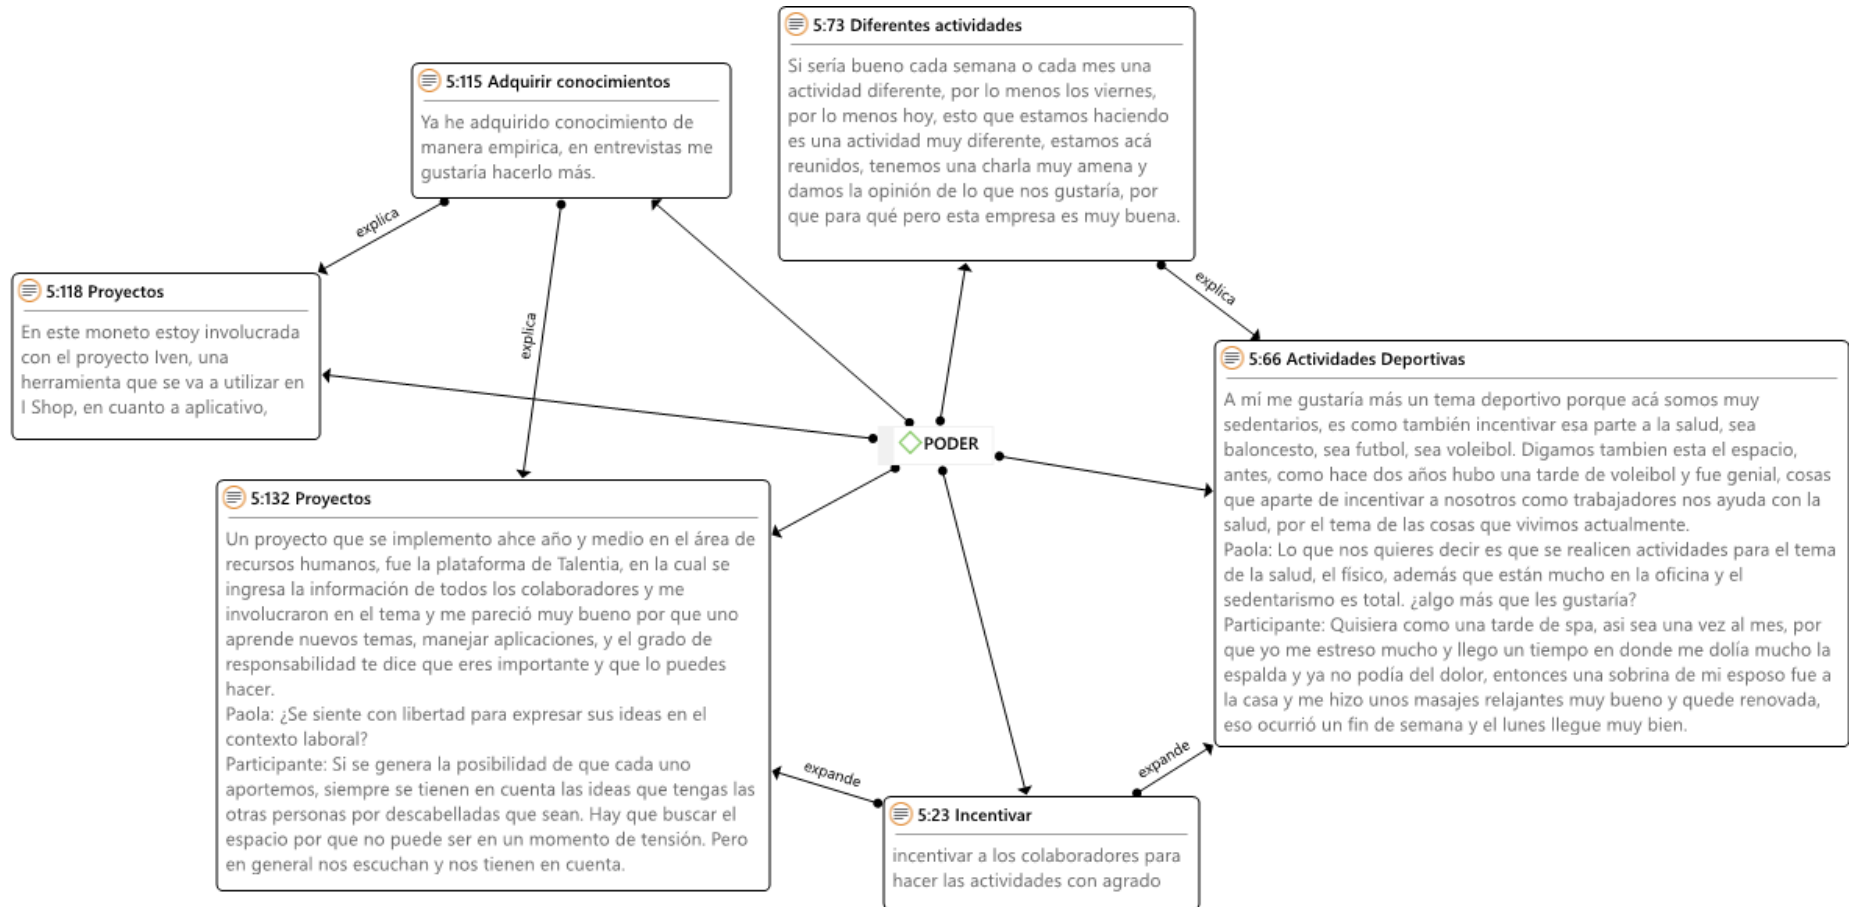 5:73 Diferentes actividades
Si sería bueno cada semana o cada mes una
actividad diferente, por lo menos los viernes,
por lo menos hoy, esto que estamos haciendo
es una actividad muy diferente, estamos acá
reunidos, tenemos una charla muy amena y
damos la opinión de lo que nos gustaría, por
que para qué pero esta empresa es muy buena.
5:115 Adquirir conocimientos
Ya he adquirido conocimiento de
manera empirica, en entrevistas me
gustaría hacerlo más.
explica
explica
explica
5:118 Proyectos
En este moneto estoy involucrada
con el proyecto Iven, una
herramienta que se va a utilizar en
I Shop, en cuanto a aplicativo,
5:66 Actividades Deportivas
A mí me gustaría más un tema deportivo porque acá somos muy
sedentarios, es como también incentivar esa parte a la salud, sea
baloncesto, sea futbol, sea voleibol. Digamos tambien esta el espacio,
antes, como hace dos años hubo una tarde de voleibol y fue genial, cosas
que aparte de incentivar a nosotros como trabajadores nos ayuda con la
salud, por el tema de las cosas que vivimos actualmente.
Paola: Lo que nos quieres decir es que se realicen actividades para el tema
de la salud, el físico, además que están mucho en la oficina y el
sedentarismo es total. ¿algo más que les gustaría?
Participante: Quisiera como una tarde de spa, asi sea una vez al mes, por
que yo me estreso mucho y llego un tiempo en donde me dolía mucho la
espalda y ya no podía del dolor, entonces una sobrina de mi esposo fue a
la casa y me hizo unos masajes relajantes muy bueno y quede renovada,
eso ocurrió un fin de semana y el lunes llegue muy bien.
PODER
5:132 Proyectos
Un proyecto que se implemento ahce año y medio en el área de
recursos humanos, fue la plataforma de Talentia, en la cual se
ingresa la información de todos los colaboradores y me
involucraron en el tema y me pareció muy bueno por que uno
aprende nuevos temas, manejar aplicaciones, y el grado de
responsabilidad te dice que eres importante y que lo puedes
hacer.
Paola: ¿Se siente con libertad para expresar sus ideas en el
contexto laboral?
Participante: Si se genera la posibilidad de que cada uno
aportemos, siempre se tienen en cuenta las ideas que tengas las
otras personas por descabelladas que sean. Hay que buscar el
espacio por que no puede ser en un momento de tensión. Pero
en general nos escuchan y nos tienen en cuenta.
expande
expande
5:23 Incentivar
incentivar a los colaboradores para
hacer las actividades con agrado